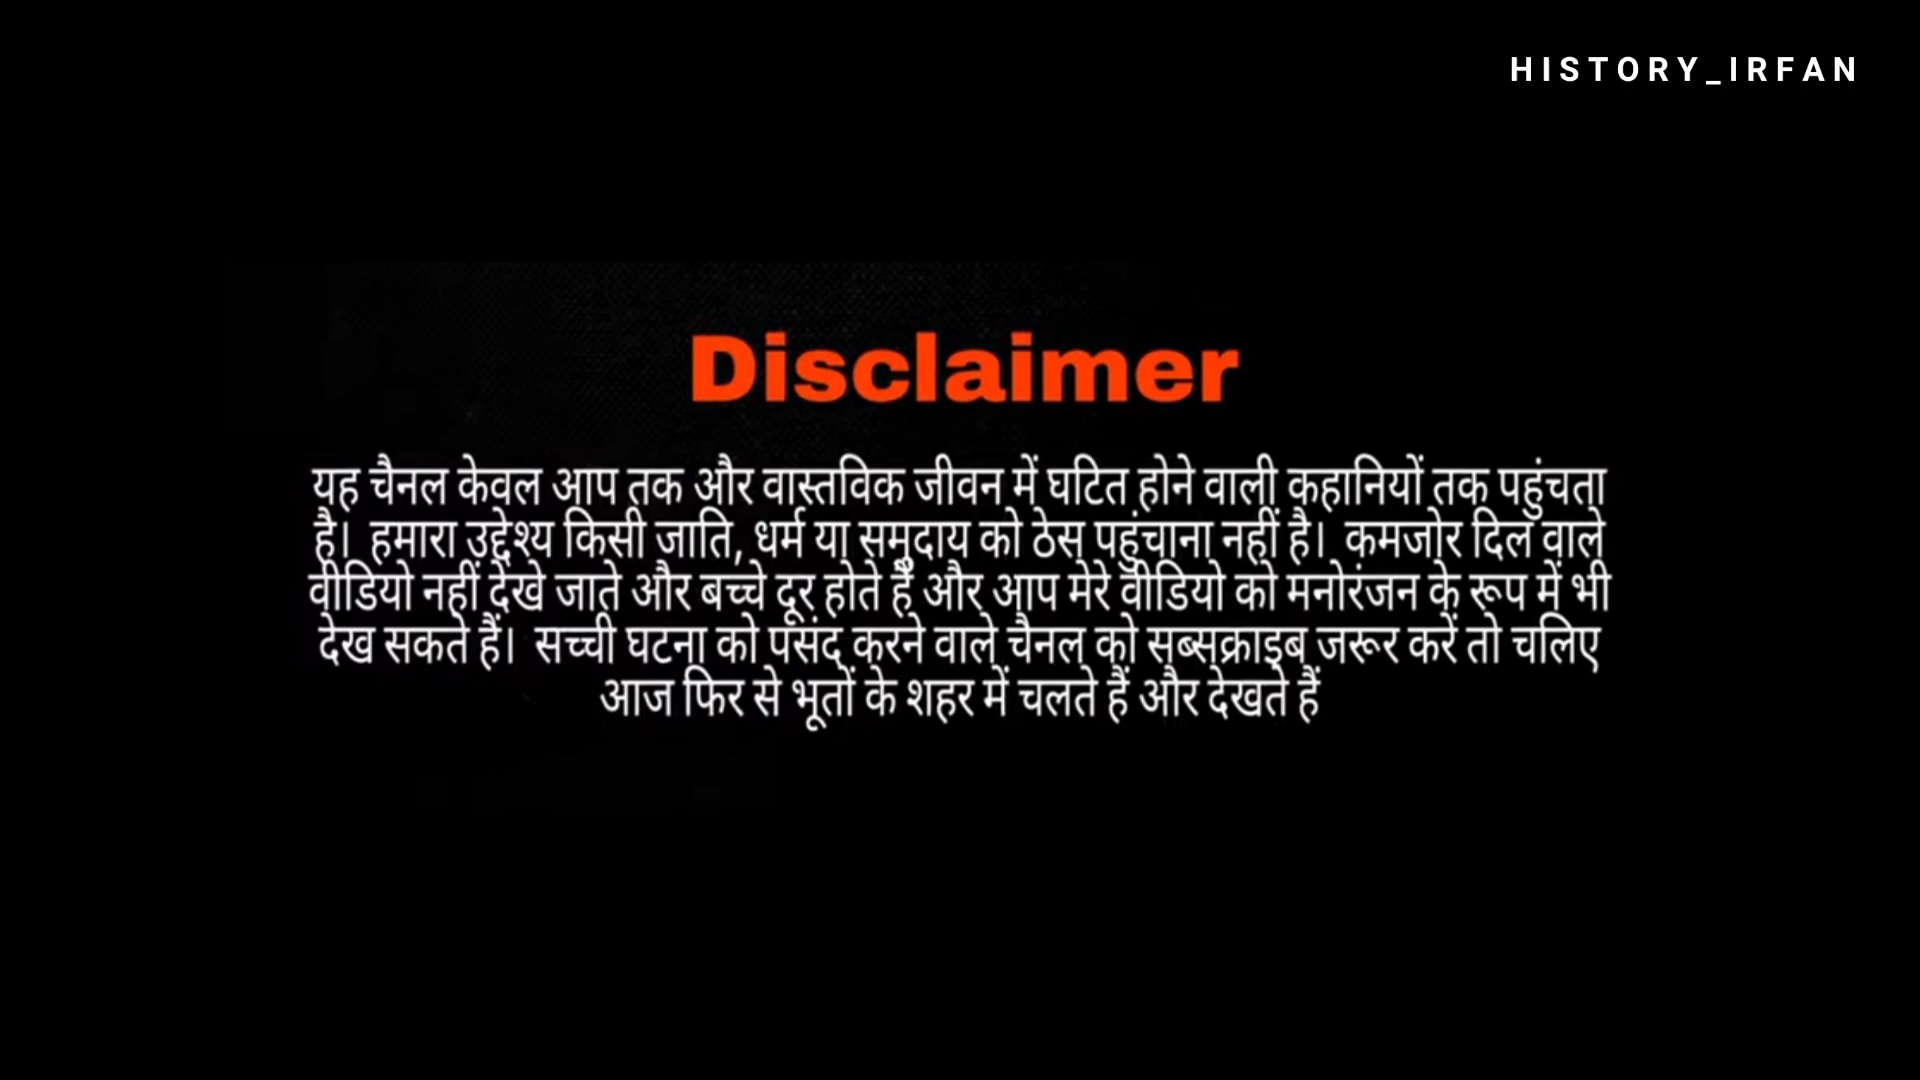 HISTORY_IRFAN
Disclaimer
यह चैनल केवल आप तक और वास्तविक जीवन में घटित होने वाली कहानियों तक पहुंचता
है। हमारा उद्देश्य किसी जाति, धर्म या समुदाय को ठेस पहुंचाना नहीं है। कमजोर दिल वाले
वीडियो नहीं देखे जाते और बच्चे दूर होते हैं और आप मेरे वीडियो को मनोरंजन के रूप में भी
देख सकते हैं। सच्ची घटना को पसंद करने वाले चैनल को सब्सक्राइब जरूर करें तो चलिए
आज फिर से भूतों के शहर में चलते हैं और देखते हैं